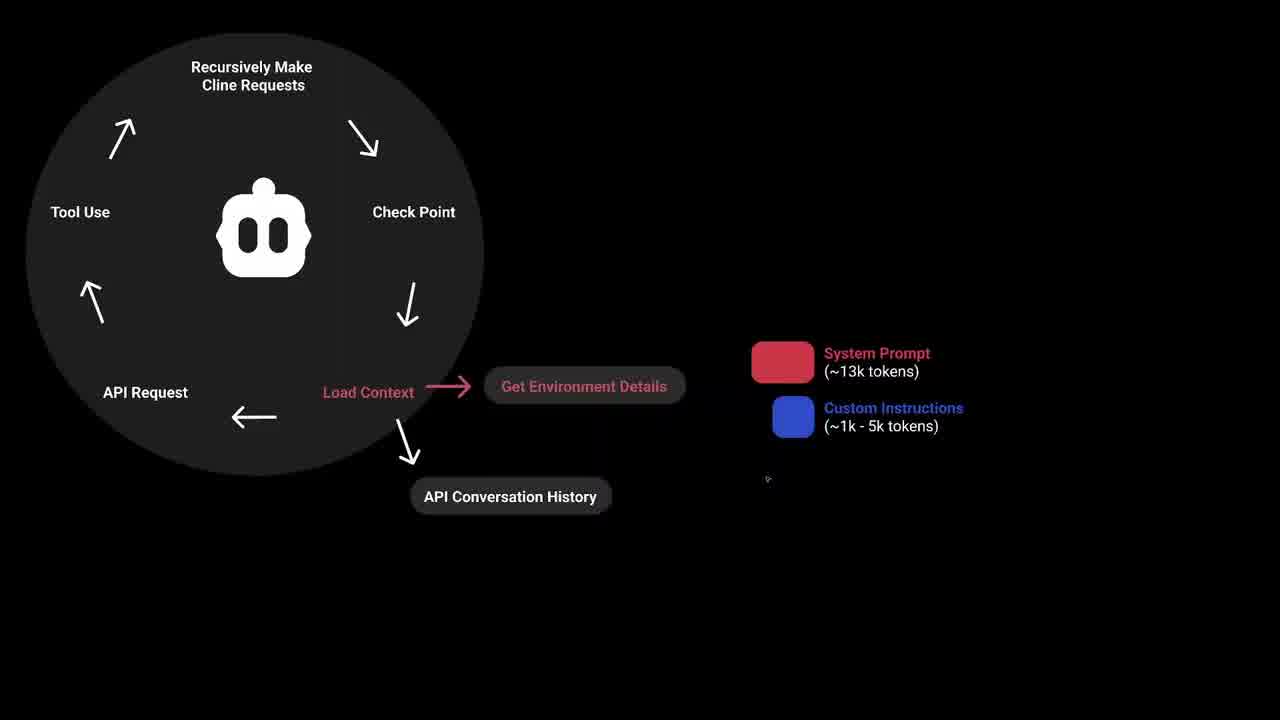 Recursively Make
Cline Requests
Tool Use
Check Point
API Request
Load Context
Get Environment Details
API Conversation History
System Prompt
(~13k tokens)
Custom Instructions
(~1k - 5k tokens)